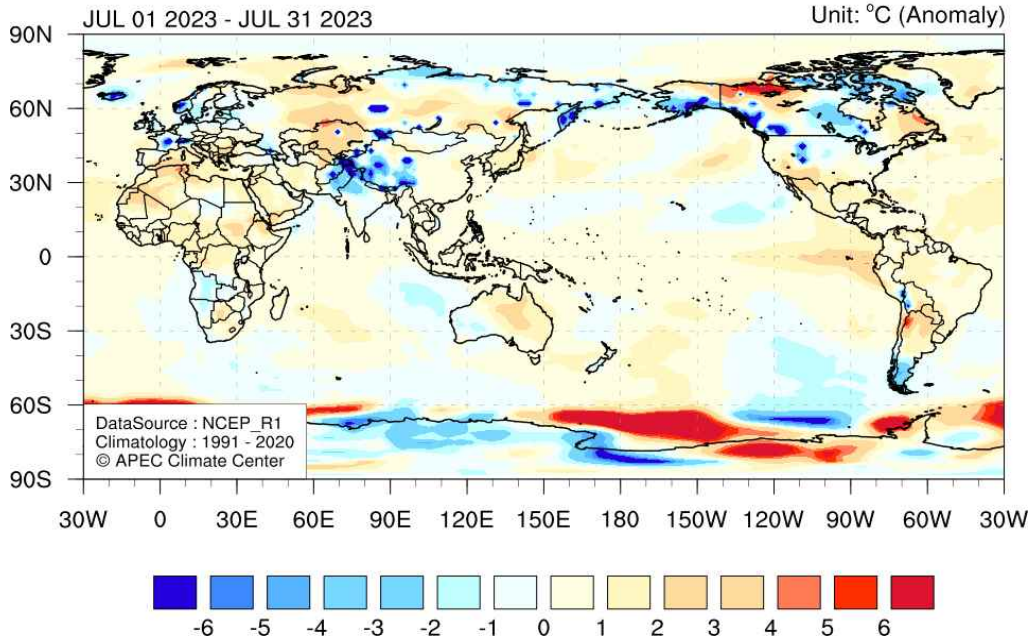 JUL 01 2023 - JUL 31 2023
Unit: °C (Anomaly)
90N
60N
30N
0
30S
60S
90S
DataSource : NCEP_R1
Climatology : 1991 - 2020
© APEC Climate Center
30W 0 30E 60E 90E 120E 150E 180 150W 120W 90W 60W 30W
-6 -5 -4 -3 -2 -1 0 1 2 3 4 5 6